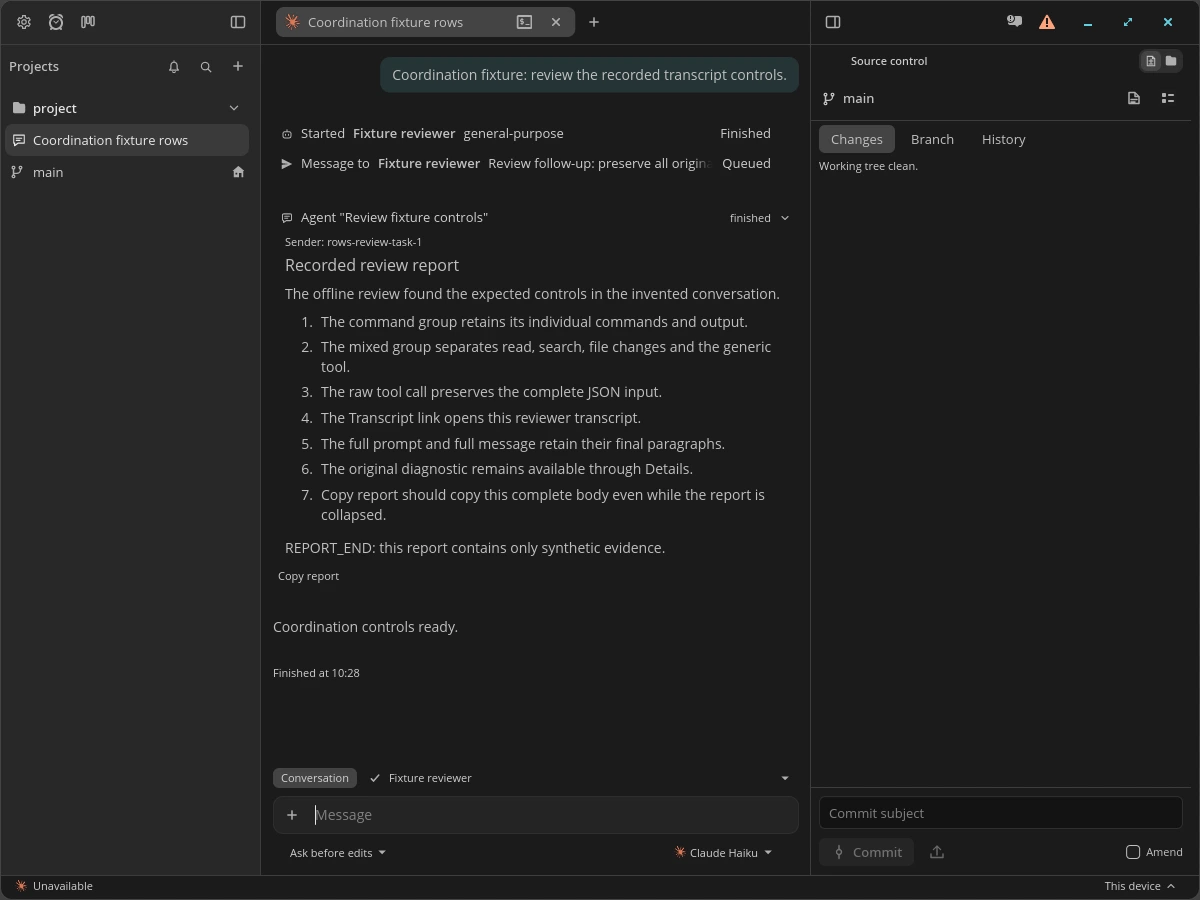 Coordination fixture rows
Projects
project
Coordination fixture rows
main
Coordination fixture: review the recorded transcript controls.
Started Fixture reviewer general-purpose Finished
Message to Fixture reviewer Review follow-up: preserve all origina Queued
Agent "Review fixture controls" finished
Sender: rows-review-task-1
Recorded review report
The offline review found the expected controls in the invented conversation.
1. The command group retains its individual commands and output.
2. The mixed group separates read, search, file changes and the generic
tool.
3. The raw tool call preserves the complete JSON input.
4. The Transcript link opens this reviewer transcript.
5. The full prompt and full message retain their final paragraphs.
6. The original diagnostic remains available through Details.
7. Copy report should copy this complete body even while the report is
collapsed.
REPORT_END: this report contains only synthetic evidence.
Copy report
Coordination controls ready.
Finished at 10:28
Conversation Fixture reviewer
Message
Ask before edits Claude Haiku
Source control
main
Changes Branch History
Working tree clean.
Commit subject
Commit Amend
Unavailable This device